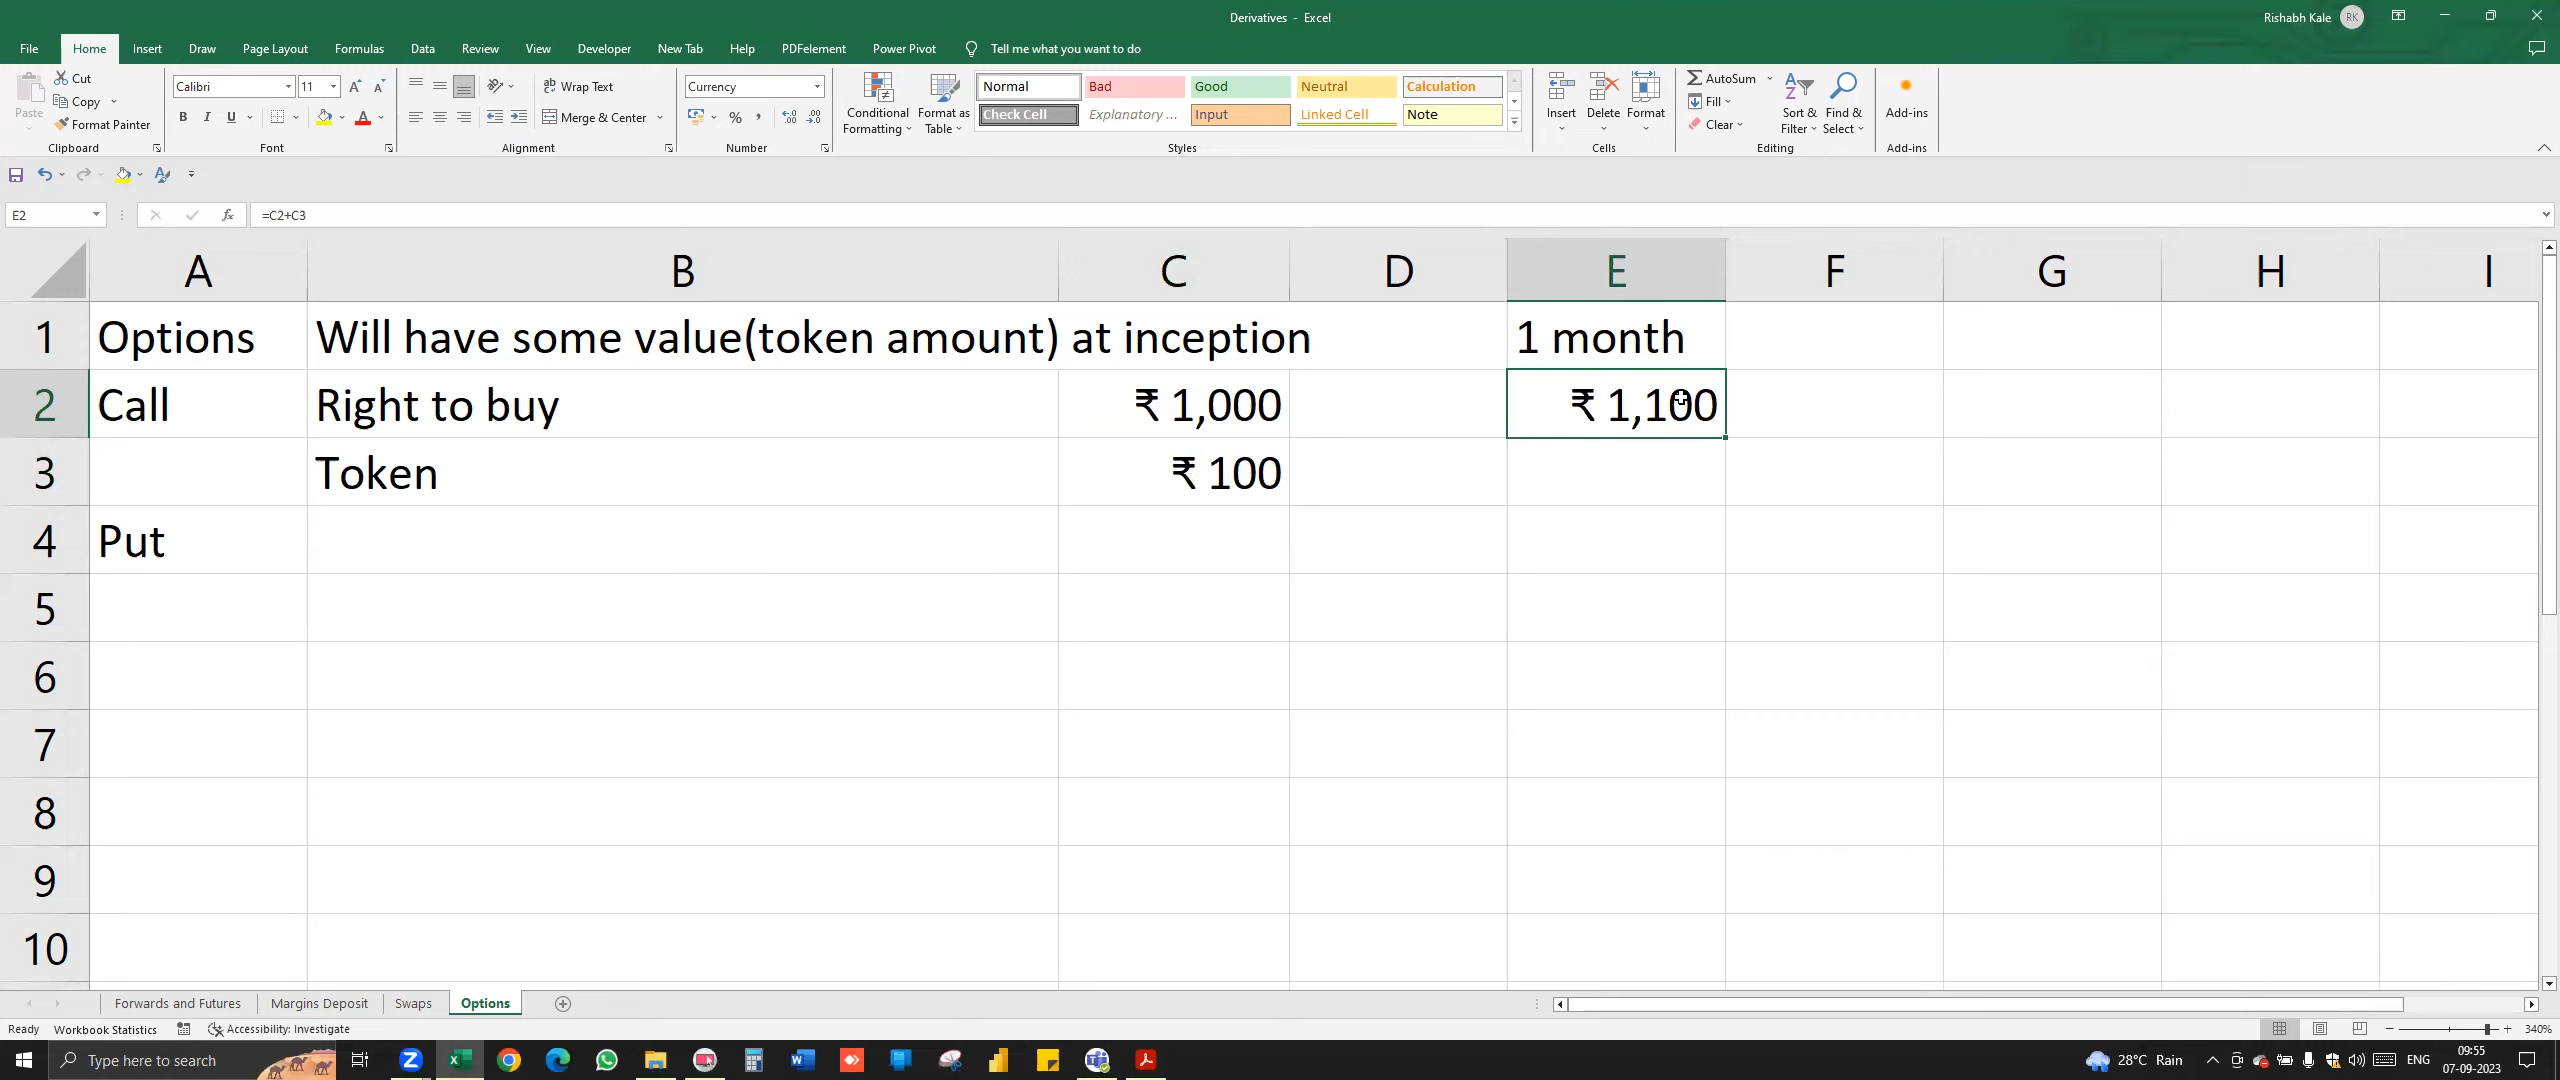 Derivatives - Excel
Rishabh Kale
RK
File
Home
Insert
Draw
Page Layout
Formulas
Data
Review
View
Developer
New Tab
Help
PDFelement
Power Pivot
Tell me what you want to do
Paste
Cut
Copy
Format Painter
Clipboard
Calibri
11
B
I
U
Font
Wrap Text
Merge & Center
Alignment
Currency
Number
Conditional
Formatting
Format as
Table
Normal
Bad
Good
Neutral
Calculation
Check Cell
Explanatory ...
Input
Linked Cell
Note
Styles
Insert
Delete
Format
Cells
AutoSum
Fill
Clear
Sort &
Filter
Find &
Select
Editing
Add-ins
Add-ins
E2
fx
=C2+C3
A B C D E F G H I
1 Options Will have some value(token amount) at inception 1 month
2 Call Right to buy ₹ 1,000 ₹ 1,100
3 Token ₹ 100
4 Put
5
6
7
8
9
10
Forwards and Futures
Margins Deposit
Swaps
Options
Ready
Workbook Statistics
Accessibility: Investigate
340%
Type here to search
28°C Rain
ENG
09:55
07-09-2023